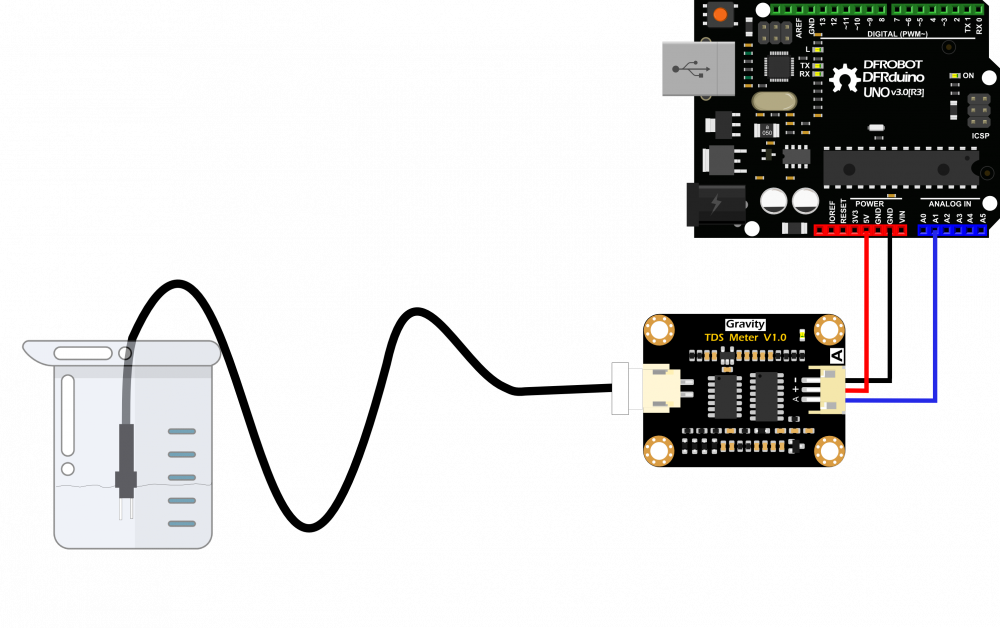 AREF
GND
13
12
~11
~10
~9
8
7
~6
~5
4
~3
2
TX 1
RX 0
DIGITAL (PWM~)
L
TX
RX
DFROBOT
DFRduino
UNO v3.0[R3]
ON
ICSP
050
POWER
ANALOG IN
IOREF
RESET
3V3
5V
GND
GND
VIN
A0
A1
A2
A3
A4
A5
Gravity
TDS Meter V1.0
A
- + A